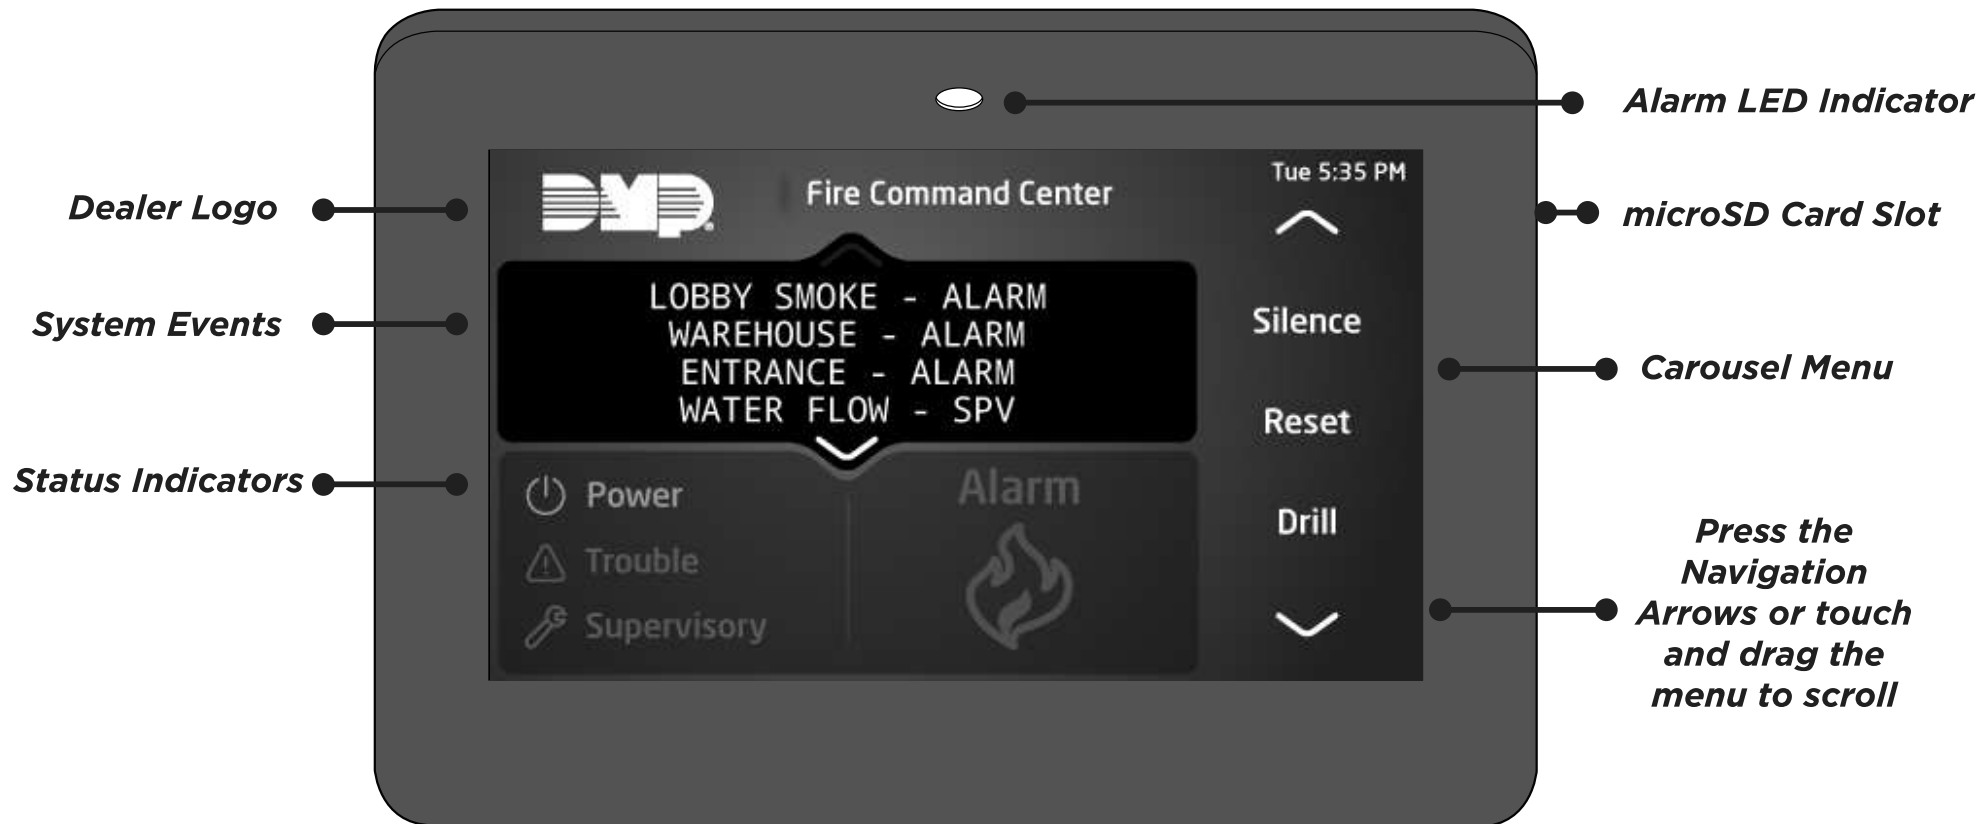 Alarm LED Indicator
Dealer Logo
DMP®
Fire Command Center
Tue 5:35 PM
microSD Card Slot
System Events
LOBBY SMOKE - ALARM
WAREHOUSE - ALARM
ENTRANCE - ALARM
WATER FLOW - SPV
Silence
Carousel Menu
Reset
Drill
Status Indicators
Power
Trouble
Supervisory
Alarm
Press the
Navigation
Arrows or touch
and drag the
menu to scroll